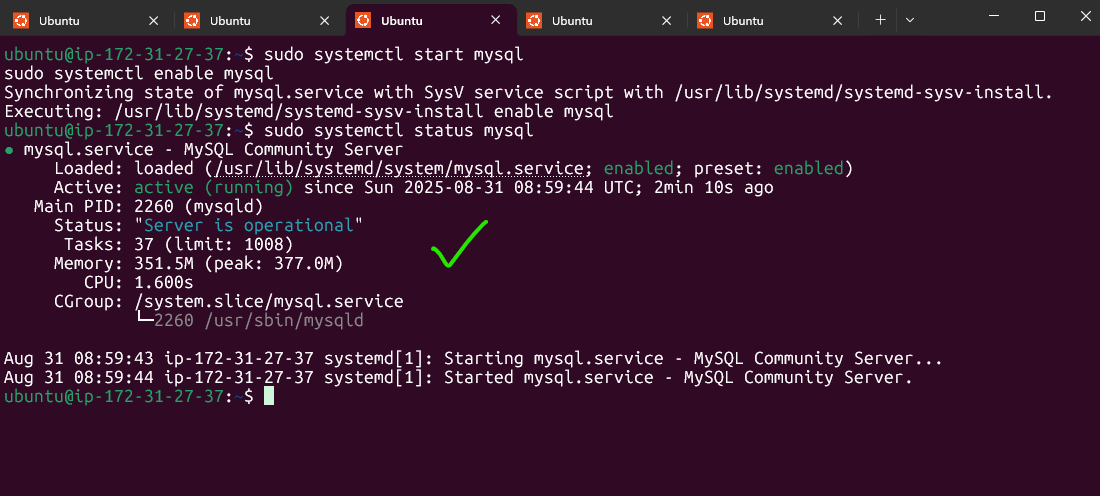 Ubuntu
Ubuntu
Ubuntu
Ubuntu
Ubuntu
ubuntu@ip-172-31-27-37:~$ sudo systemctl start mysql
sudo systemctl enable mysql
Synchronizing state of mysql.service with SysV service script with /usr/lib/systemd/systemd-sysv-install.
Executing: /usr/lib/systemd/systemd-sysv-install enable mysql
ubuntu@ip-172-31-27-37:~$ sudo systemctl status mysql
● mysql.service - MySQL Community Server
     Loaded: loaded (/usr/lib/systemd/system/mysql.service; enabled; preset: enabled)
     Active: active (running) since Sun 2025-08-31 08:59:44 UTC; 2min 10s ago
   Main PID: 2260 (mysqld)
     Status: "Server is operational"
      Tasks: 37 (limit: 1008)
     Memory: 351.5M (peak: 377.0M)
        CPU: 1.600s
     CGroup: /system.slice/mysql.service
             └─2260 /usr/sbin/mysqld
Aug 31 08:59:43 ip-172-31-27-37 systemd[1]: Starting mysql.service - MySQL Community Server...
Aug 31 08:59:44 ip-172-31-27-37 systemd[1]: Started mysql.service - MySQL Community Server.
ubuntu@ip-172-31-27-37:~$